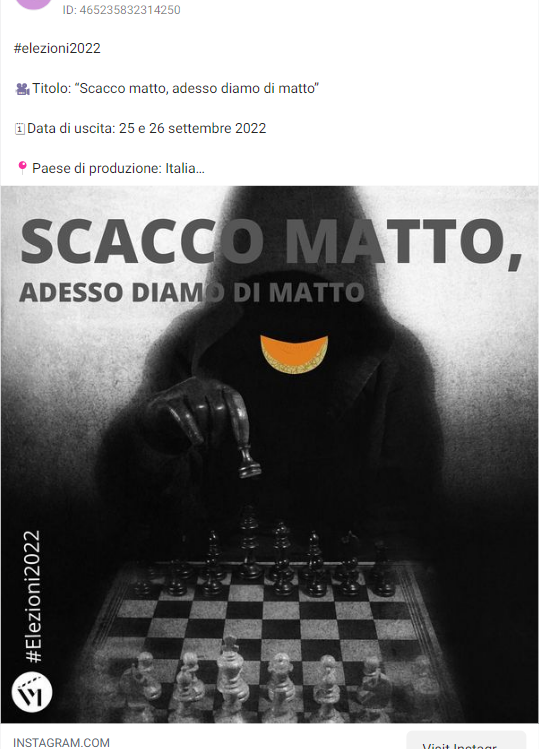 ID: 465235832314250
#elezioni2022
Titolo: “Scacco matto, adesso diamo di matto”
Data di uscita: 25 e 26 settembre 2022
Paese di produzione: Italia...
SCACCO MATTO,
ADESSO DIAMO DI MATTO
#Elezioni2022
INSTAGRAM.COM
Visit Instagr...